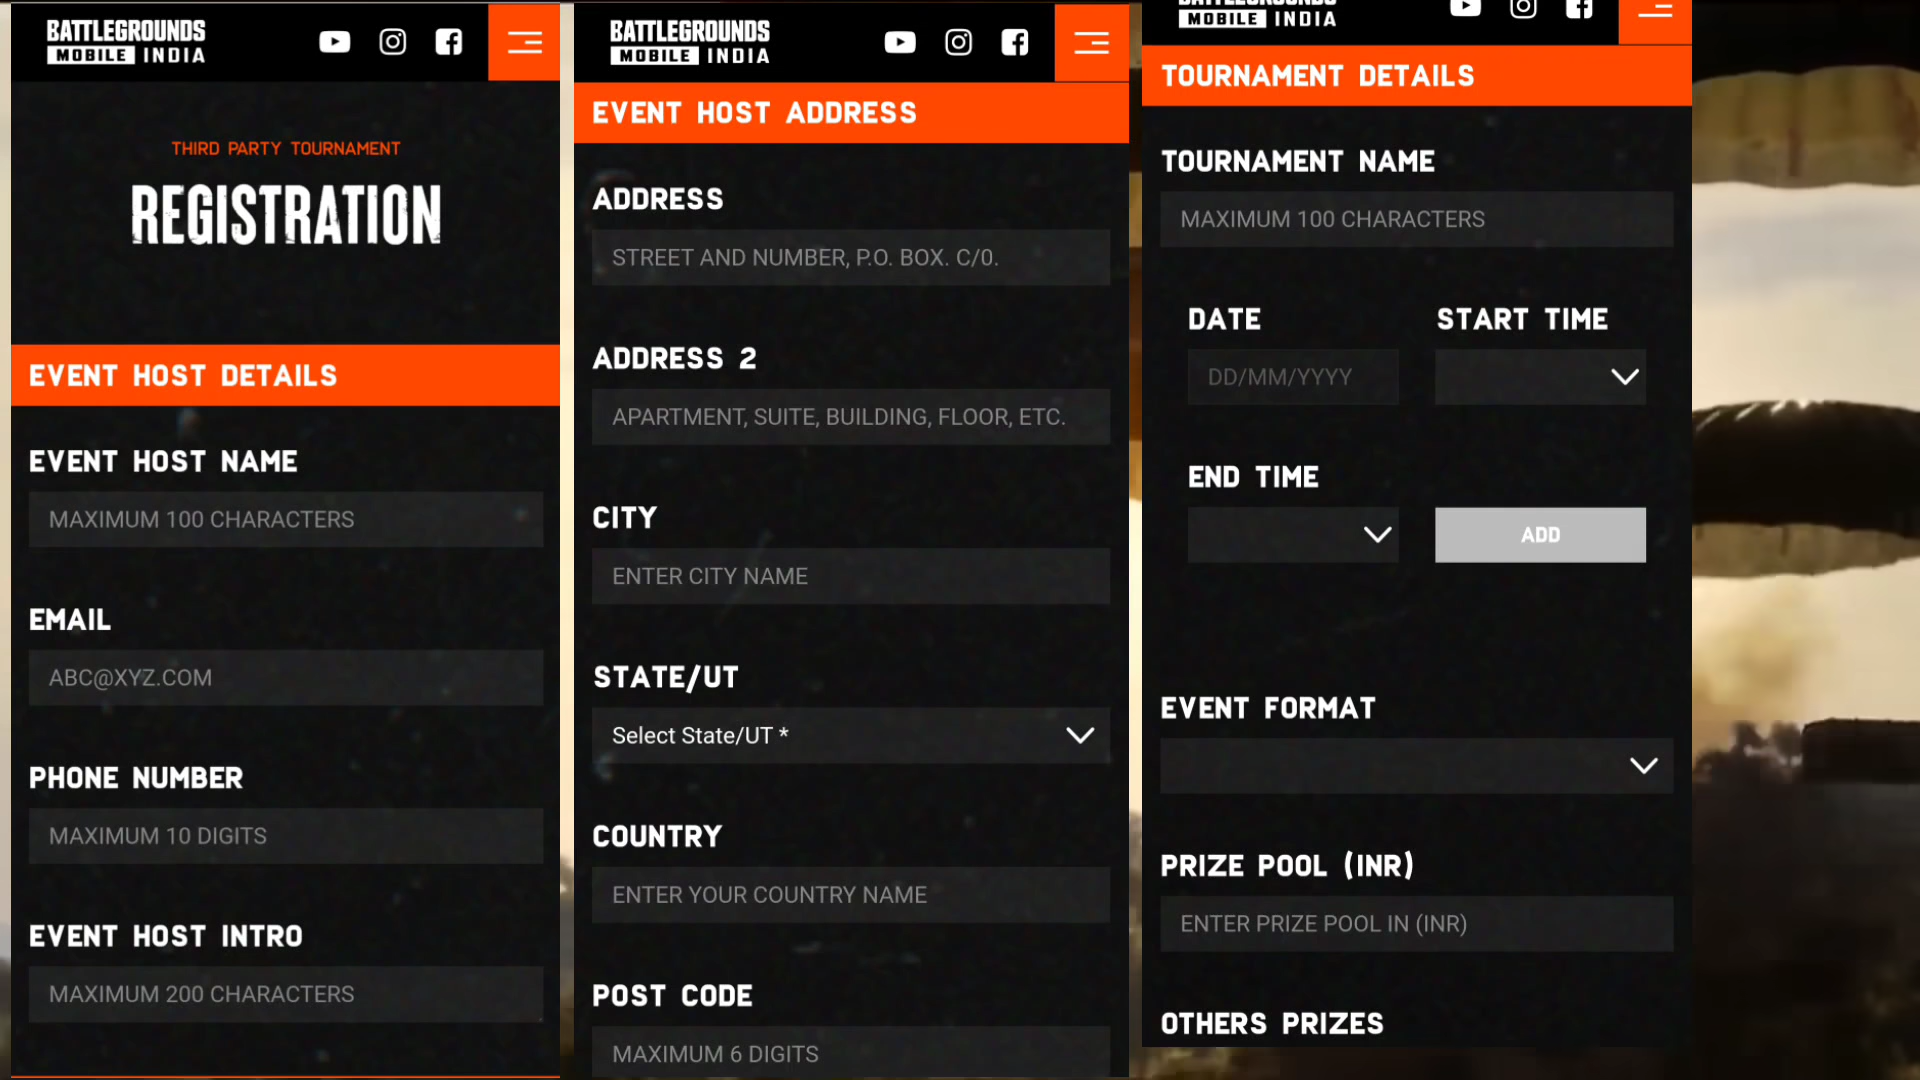 BATTLEGROUNDS
MOBILE INDIA
THIRD PARTY TOURNAMENT
REGISTRATION
EVENT HOST DETAILS
EVENT HOST NAME
MAXIMUM 100 CHARACTERS
EMAIL
ABC@XYZ.COM
PHONE NUMBER
MAXIMUM 10 DIGITS
EVENT HOST INTRO
MAXIMUM 200 CHARACTERS
BATTLEGROUNDS
MOBILE INDIA
EVENT HOST ADDRESS
ADDRESS
STREET AND NUMBER, P.O. BOX. C/0.
ADDRESS 2
APARTMENT, SUITE, BUILDING, FLOOR, ETC.
CITY
ENTER CITY NAME
STATE/UT
Select State/UT *
COUNTRY
ENTER YOUR COUNTRY NAME
POST CODE
MAXIMUM 6 DIGITS
BATTLEGROUNDS
MOBILE INDIA
TOURNAMENT DETAILS
TOURNAMENT NAME
MAXIMUM 100 CHARACTERS
DATE
START TIME
DD/MM/YYYY
END TIME
ADD
EVENT FORMAT
PRIZE POOL (INR)
ENTER PRIZE POOL IN (INR)
OTHERS PRIZES